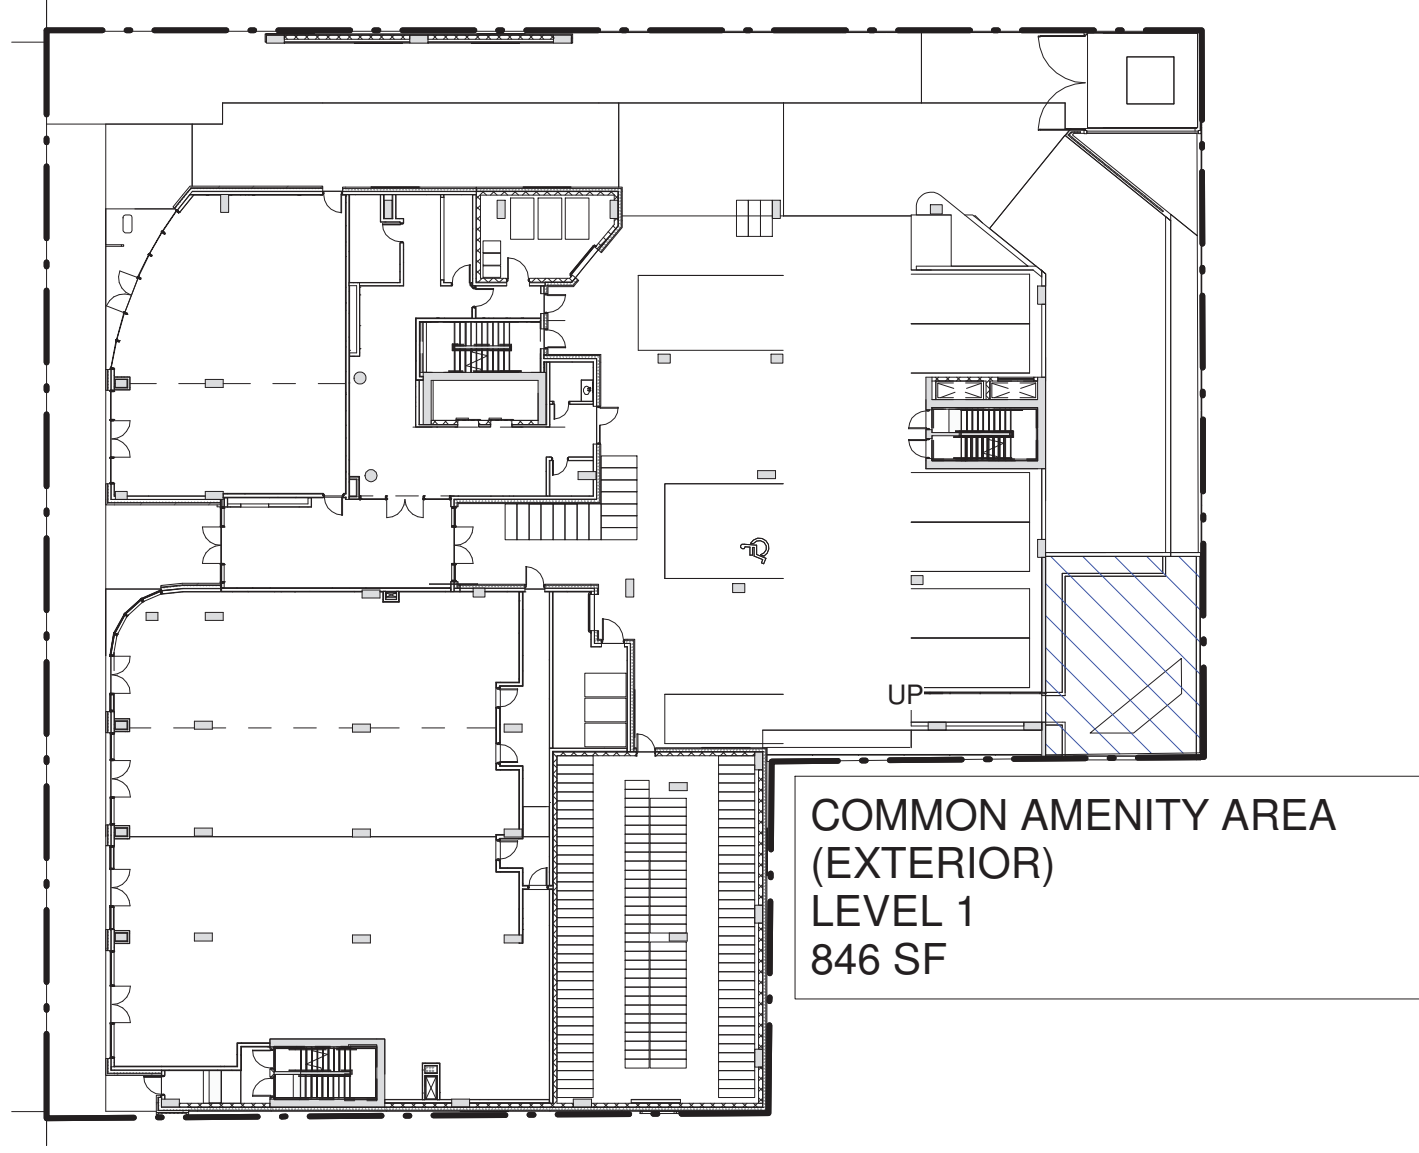 UP
COMMON AMENITY AREA
(EXTERIOR)
LEVEL 1
846 SF